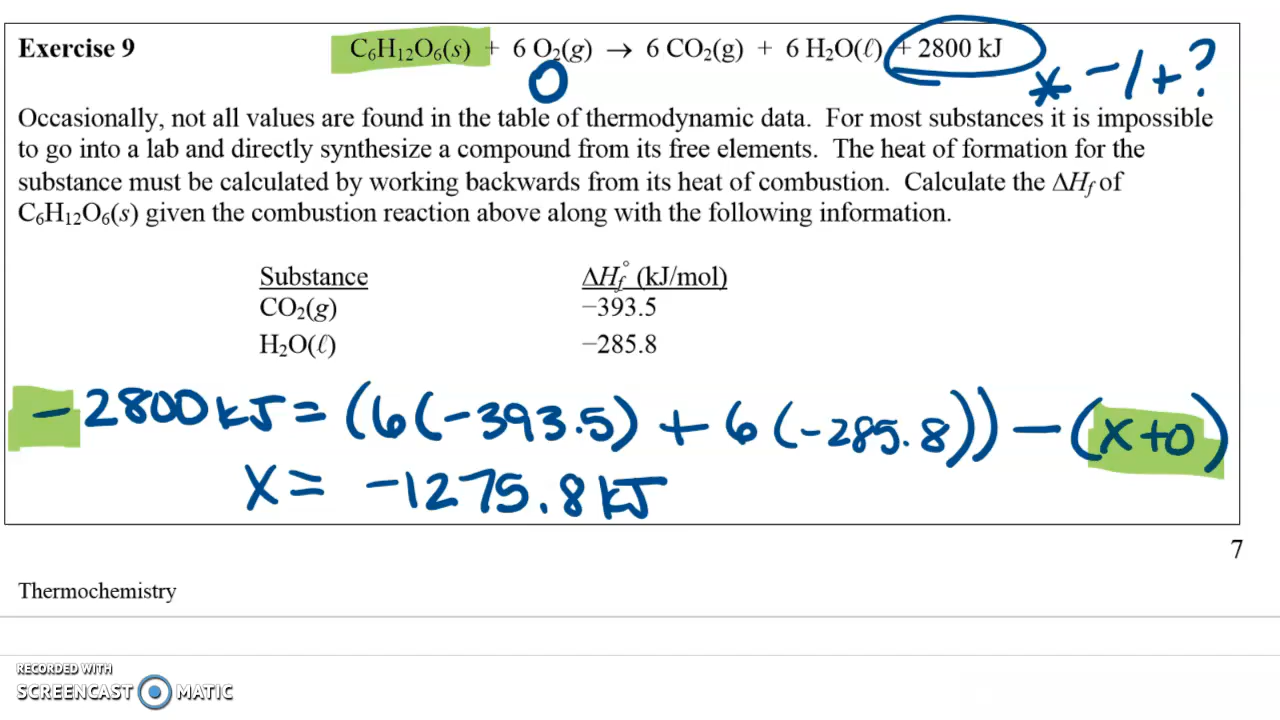 Exercise 9 C₆H₁₂O₆(s) + 6 O₂(g) → 6 CO₂(g) + 6 H₂O(ℓ) + 2800 kJ
0 * -/+?
Occasionally, not all values are found in the table of thermodynamic data. For most substances it is impossible
to go into a lab and directly synthesize a compound from its free elements. The heat of formation for the
substance must be calculated by working backwards from its heat of combustion. Calculate the ΔH_f of
C₆H₁₂O₆(s) given the combustion reaction above along with the following information.
Substance ΔH_f° (kJ/mol)
CO₂(g) −393.5
H₂O(ℓ) −285.8
-2800 kJ = (6(-393.5) + 6(-285.8)) - (x+0)
x = -1275.8 kJ
7
Thermochemistry
RECORDED WITH
SCREENCAST MATIC